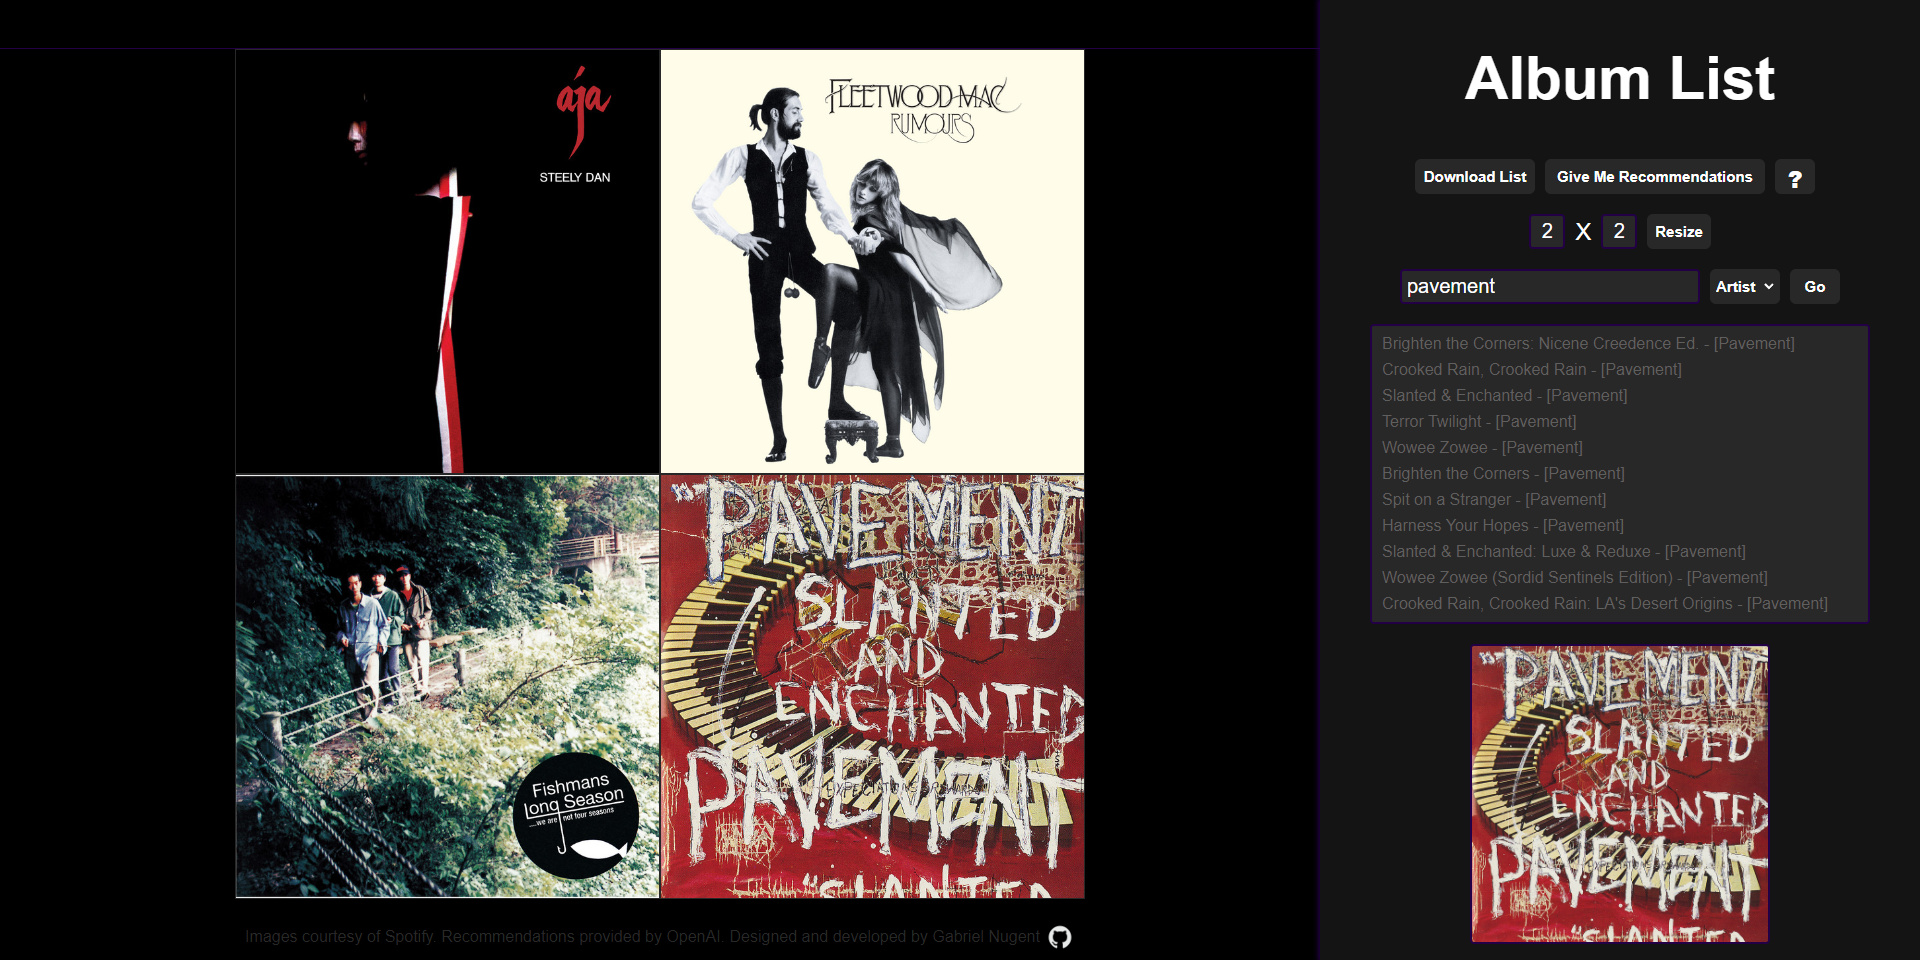 aja
STEELY DAN
FLEETWOOD MAC
RUMOURS
Fishmans
long Season
...we are not four seasons
"PAVEMENT
SLANTED
AND
ENCHANTED
PAVEMENT
"SLANTED
Images courtesy of Spotify. Recommendations provided by OpenAI. Designed and developed by Gabriel Nugent
Album List
Download List
Give Me Recommendations
?
2 X 2 Resize
pavement Artist Go
Brighten the Corners: Nicene Creedence Ed. - [Pavement]
Crooked Rain, Crooked Rain - [Pavement]
Slanted & Enchanted - [Pavement]
Terror Twilight - [Pavement]
Wowee Zowee - [Pavement]
Brighten the Corners - [Pavement]
Spit on a Stranger - [Pavement]
Harness Your Hopes - [Pavement]
Slanted & Enchanted: Luxe & Reduxe - [Pavement]
Wowee Zowee (Sordid Sentinels Edition) - [Pavement]
Crooked Rain, Crooked Rain: LA's Desert Origins - [Pavement]
"PAVEMENT
SLANTED
AND
ENCHANTED
PAVEMENT
"SLANTED